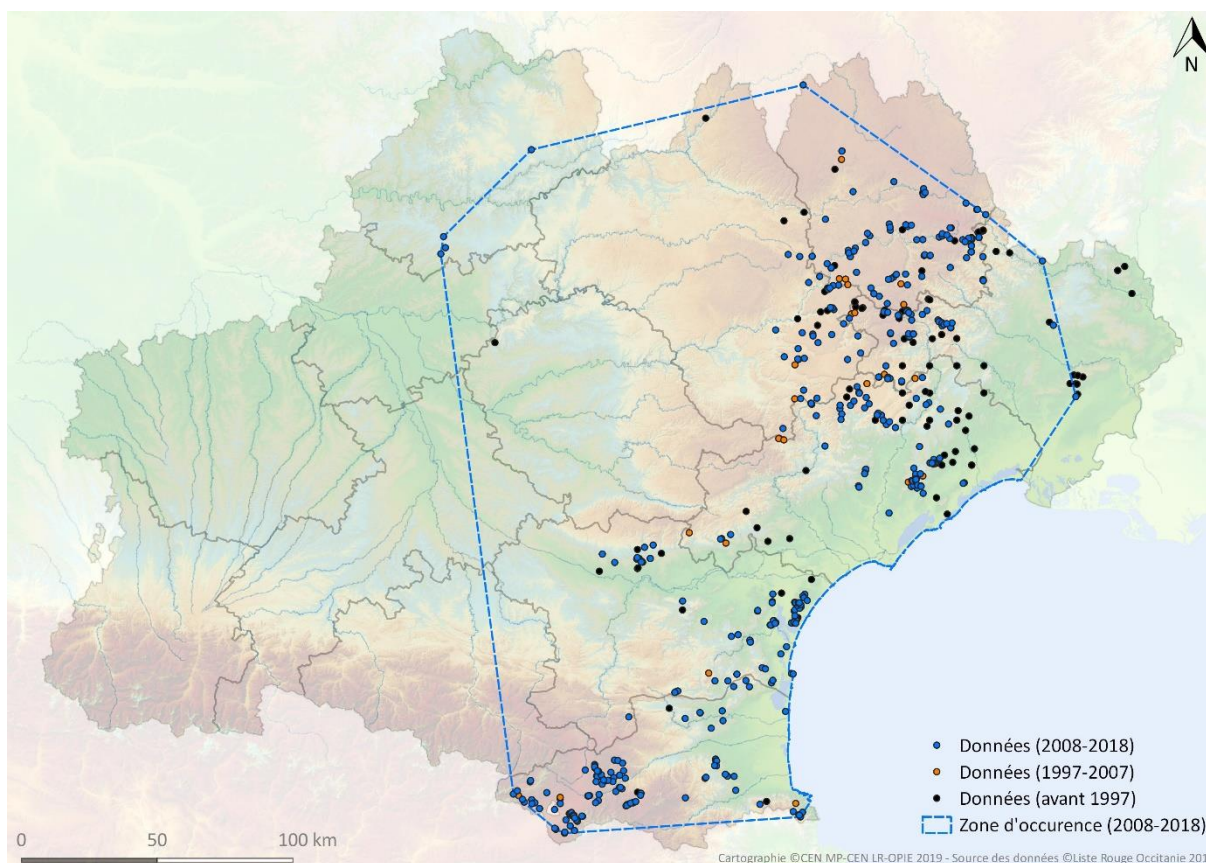 N
Données (2008-2018)
Données (1997-2007)
Données (avant 1997)
Zone d'occurence (2008-2018)
0 50 100 km
Cartographie ©CEN MP-CEN LR-OPIE 2019 - Source des données ©Liste Rouge Occitanie 201